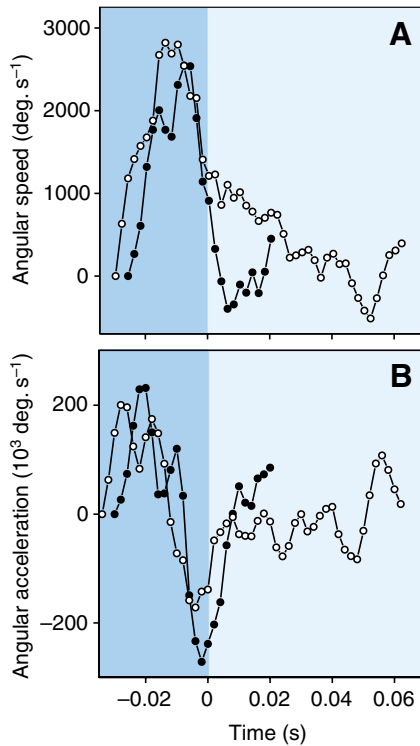 A
3000
2000
1000
0
Angular speed (deg. s⁻¹)
B
200
0
−200
Angular acceleration (10³ deg. s⁻¹)
−0.02 0 0.02 0.04 0.06
Time (s)